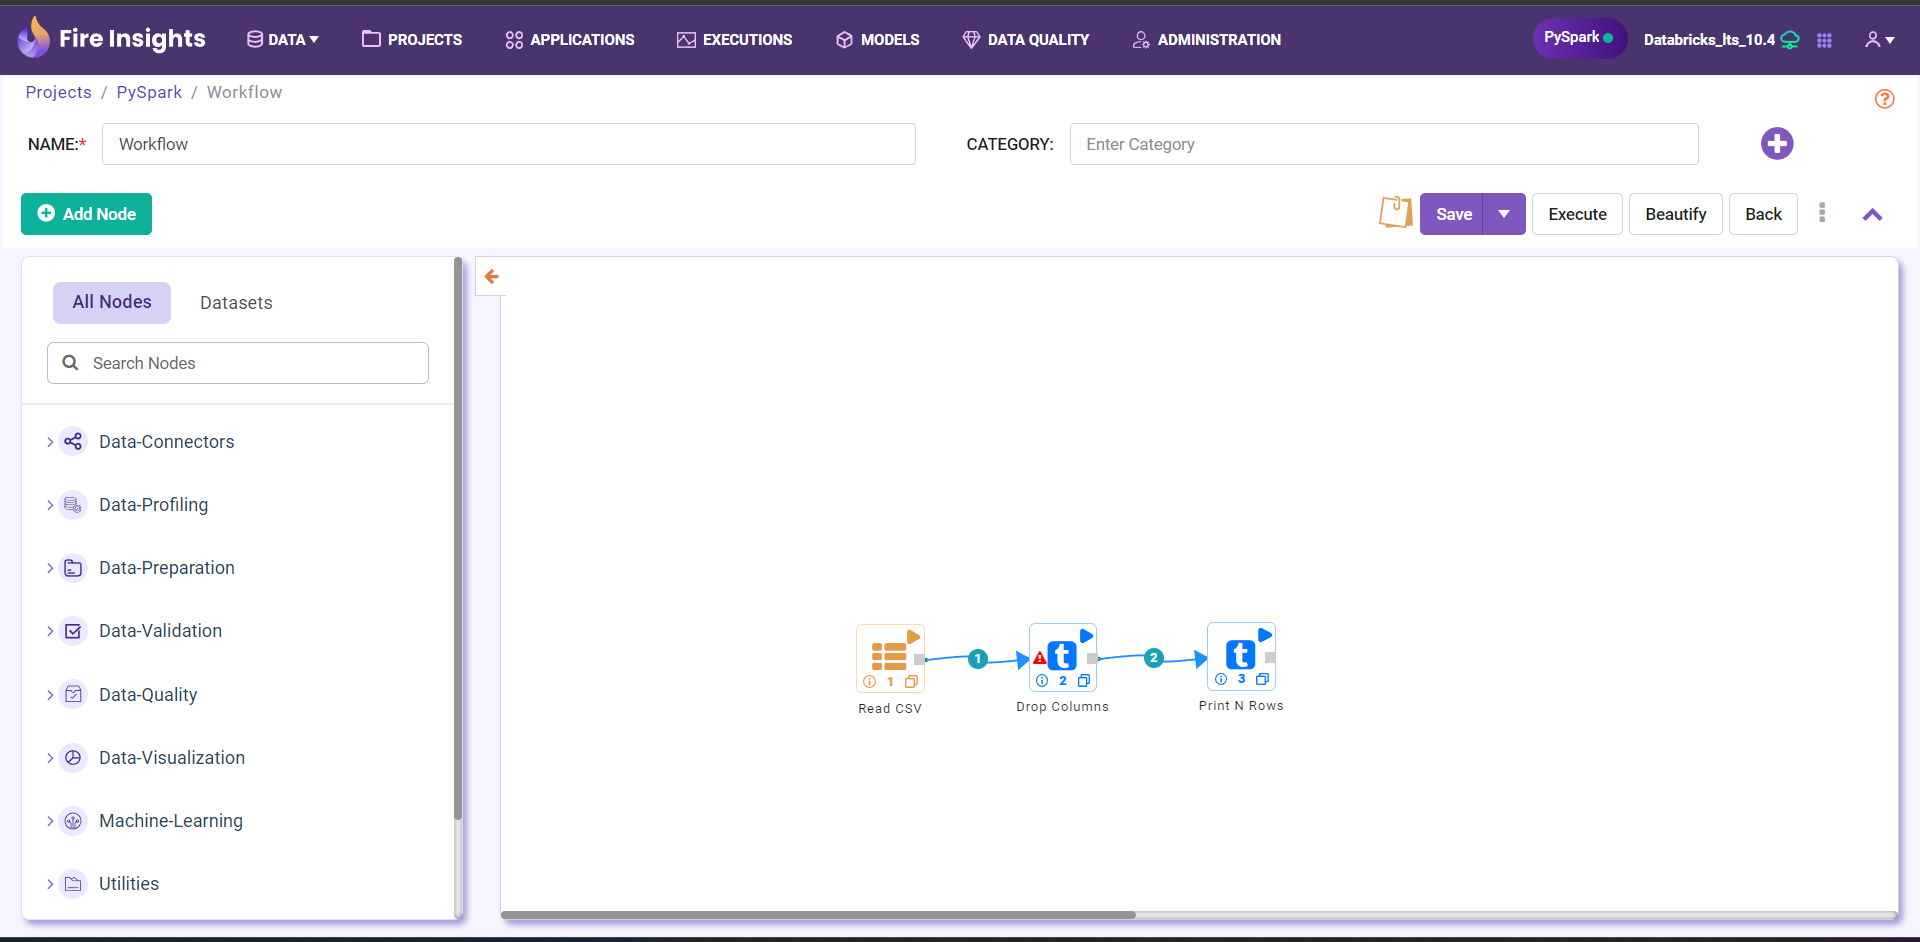 Fire Insights DATA PROJECTS APPLICATIONS EXECUTIONS MODELS DATA QUALITY ADMINISTRATION PySpark Databricks_lts_10.4
Projects / PySpark / Workflow
NAME:* Workflow CATEGORY: Enter Category
Add Node Save Execute Beautify Back
All Nodes Datasets
Search Nodes
Data-Connectors
Data-Profiling
Data-Preparation
Data-Validation
Data-Quality
Data-Visualization
Machine-Learning
Utilities
1 2
t t
1 2 3
Read CSV Drop Columns Print N Rows